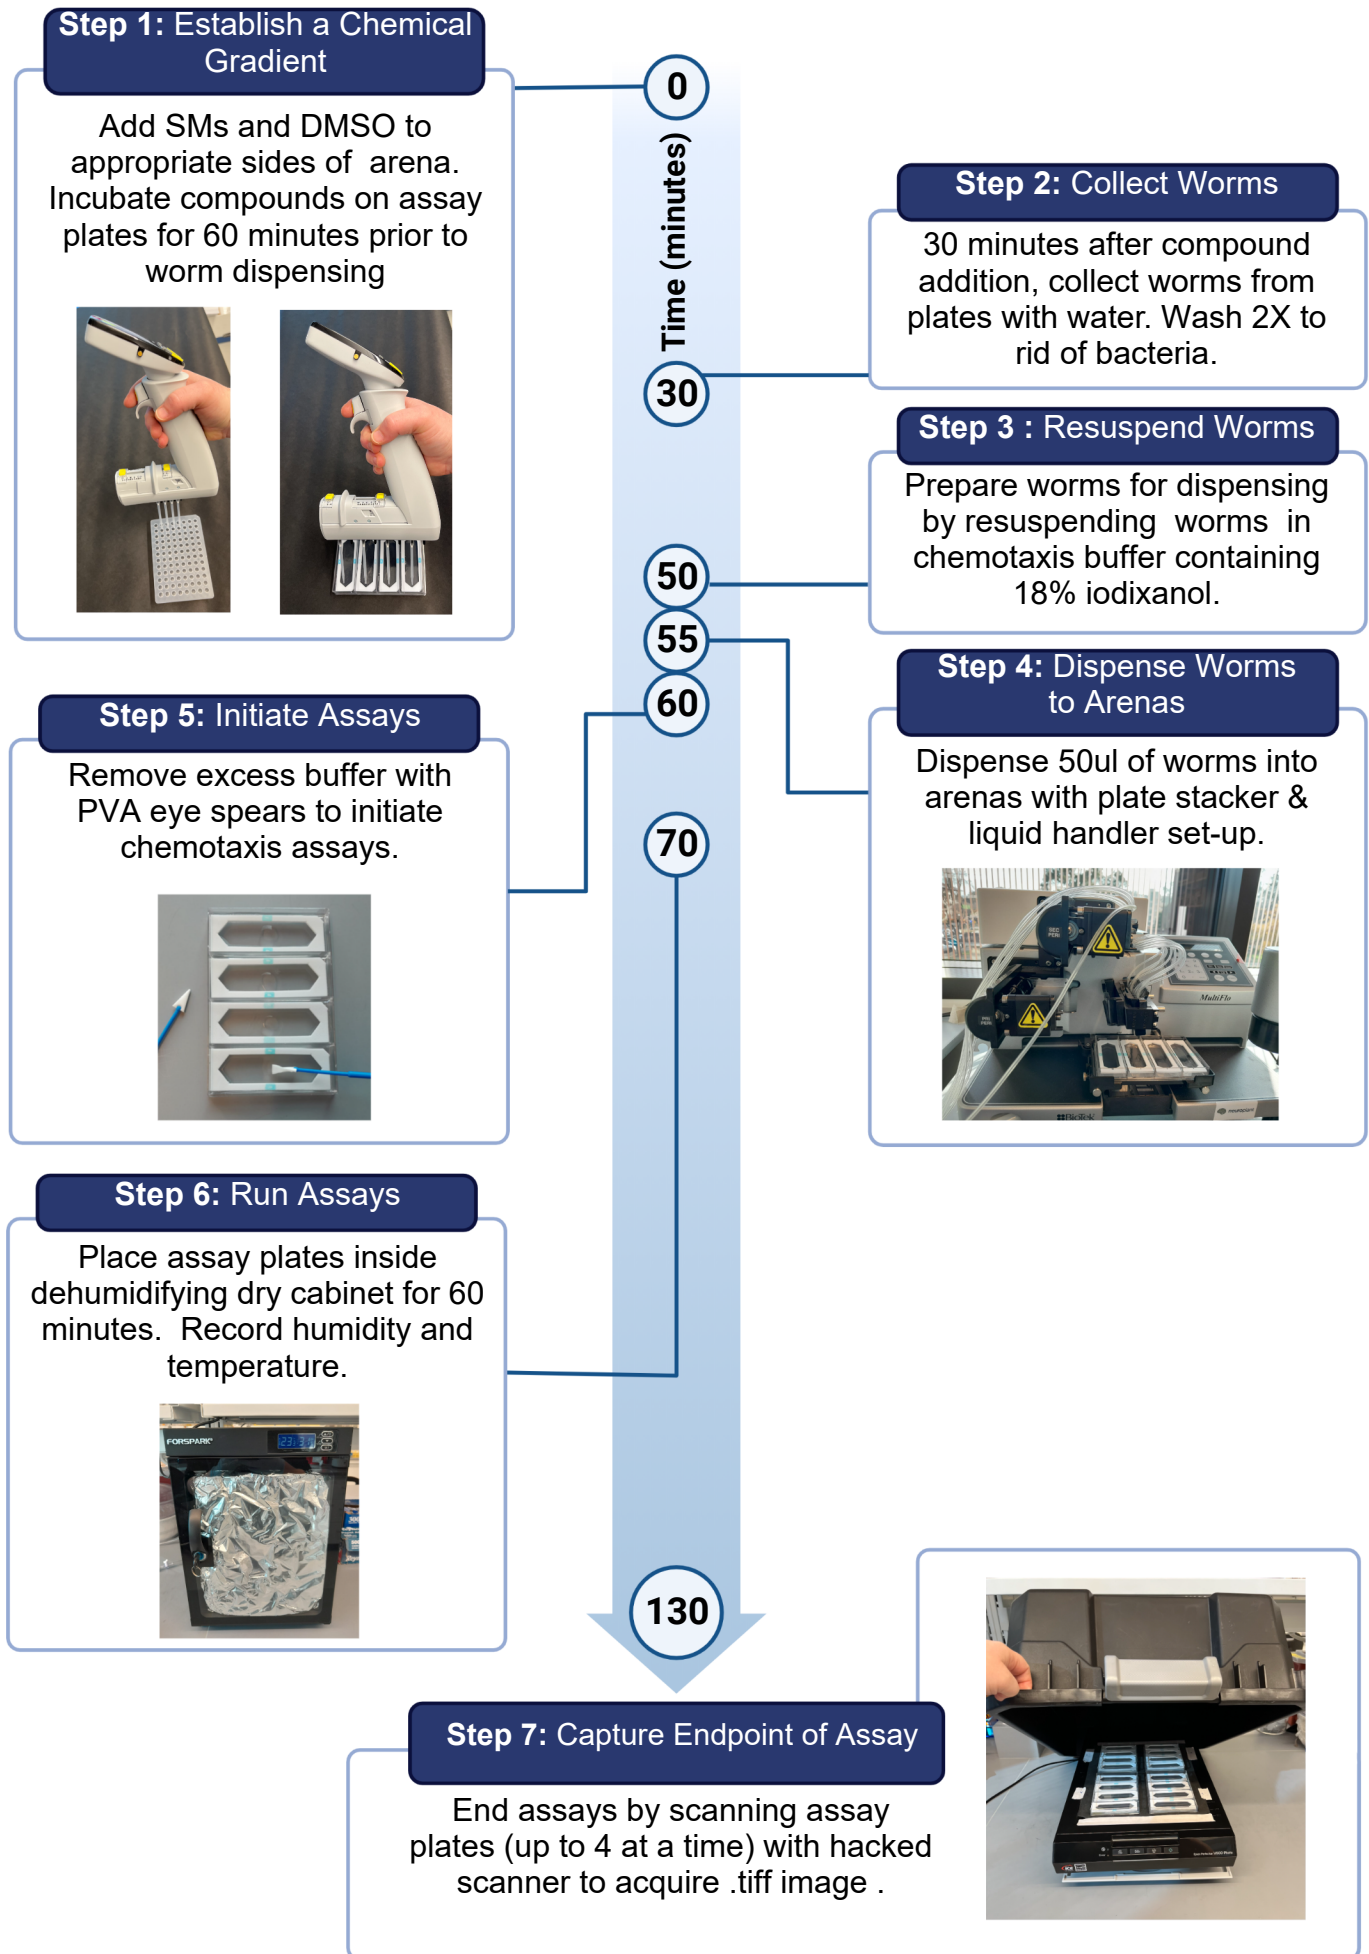 Step 1: Establish a Chemical
Gradient
Add SMs and DMSO to
appropriate sides of arena.
Incubate compounds on assay
plates for 60 minutes prior to
worm dispensing
0
Time (minutes)
Step 2: Collect Worms
30 minutes after compound
addition, collect worms from
plates with water. Wash 2X to
rid of bacteria.
30
Step 3 : Resuspend Worms
Prepare worms for dispensing
by resuspending worms in
chemotaxis buffer containing
18% iodixanol.
50
55
60
Step 4: Dispense Worms
to Arenas
Dispense 50ul of worms into
arenas with plate stacker &
liquid handler set-up.
MultiFlo
BioTek
Step 5: Initiate Assays
Remove excess buffer with
PVA eye spears to initiate
chemotaxis assays.
70
Step 6: Run Assays
Place assay plates inside
dehumidifying dry cabinet for 60
minutes. Record humidity and
temperature.
FORSPARK
130
Step 7: Capture Endpoint of Assay
End assays by scanning assay
plates (up to 4 at a time) with hacked
scanner to acquire .tiff image .